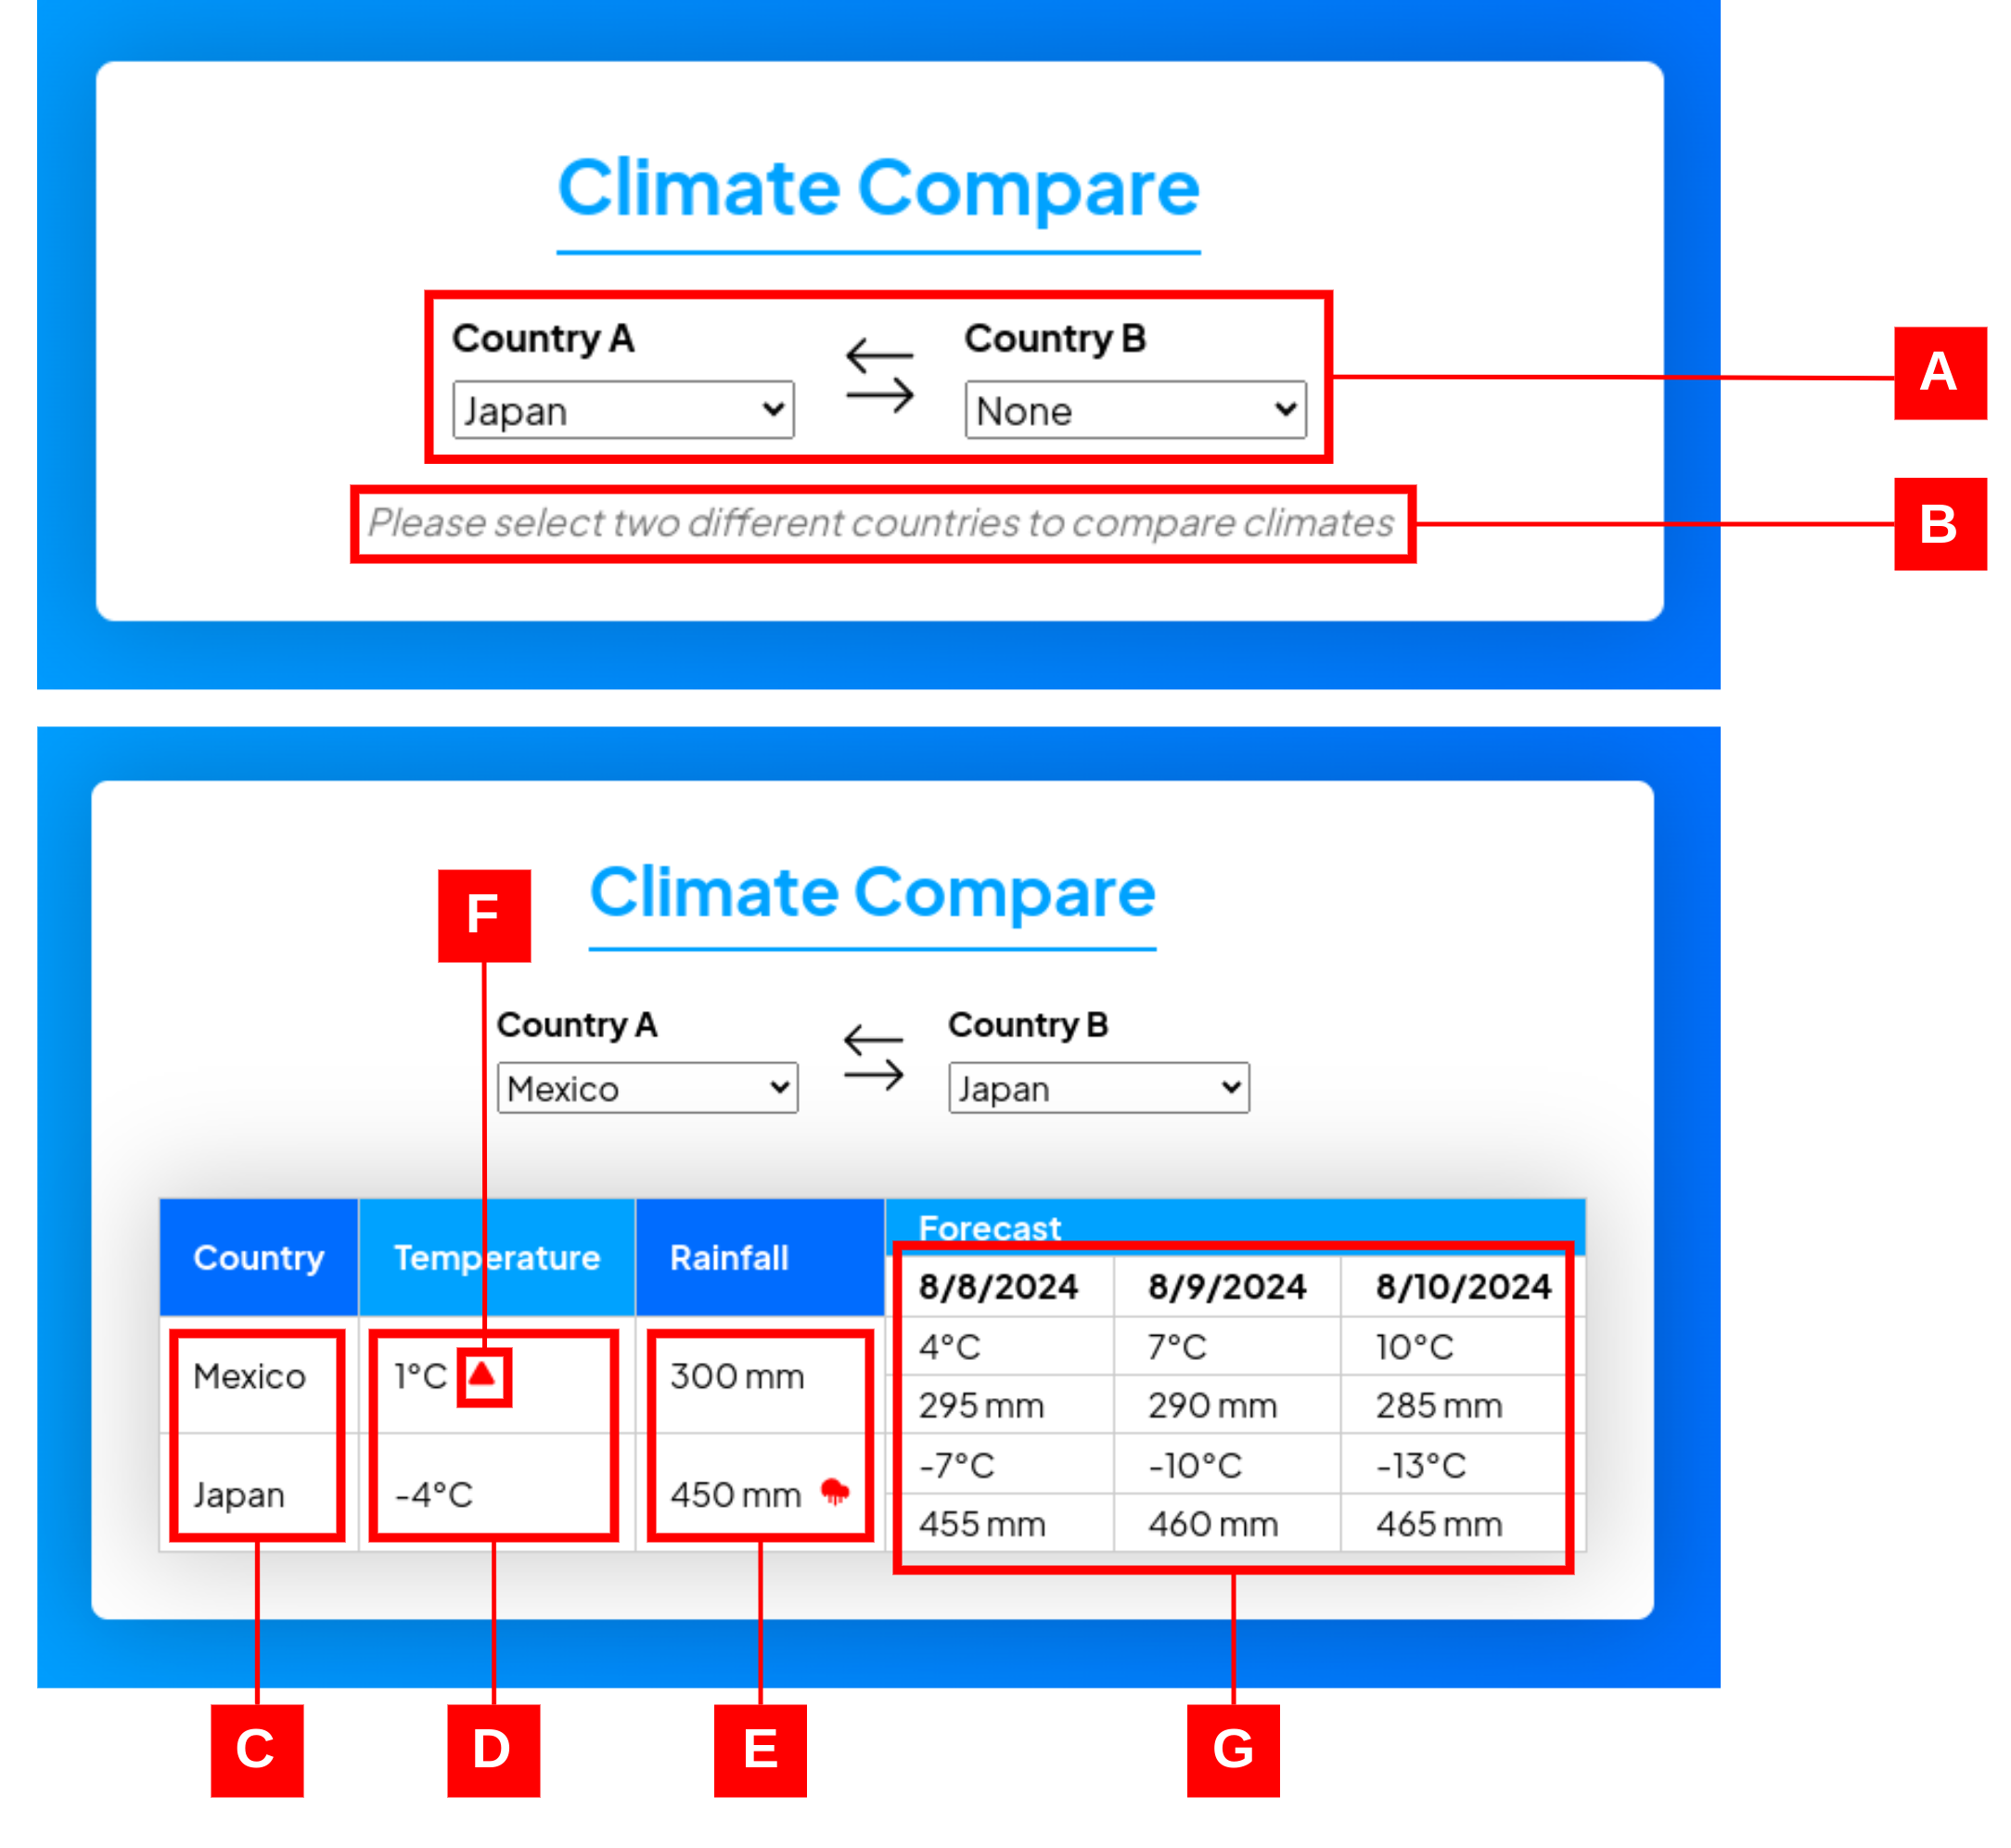 Climate Compare
Country A
Country B
Japan
None
A
Please select two different countries to compare climates
B
F
Climate Compare
Country A
Country B
Mexico
Japan
Country
Temperature
Rainfall
Forecast
8/8/2024
8/9/2024
8/10/2024
Mexico
1°C
300 mm
4°C
7°C
10°C
295 mm
290 mm
285 mm
Japan
-4°C
450 mm
-7°C
-10°C
-13°C
455 mm
460 mm
465 mm
C
D
E
G